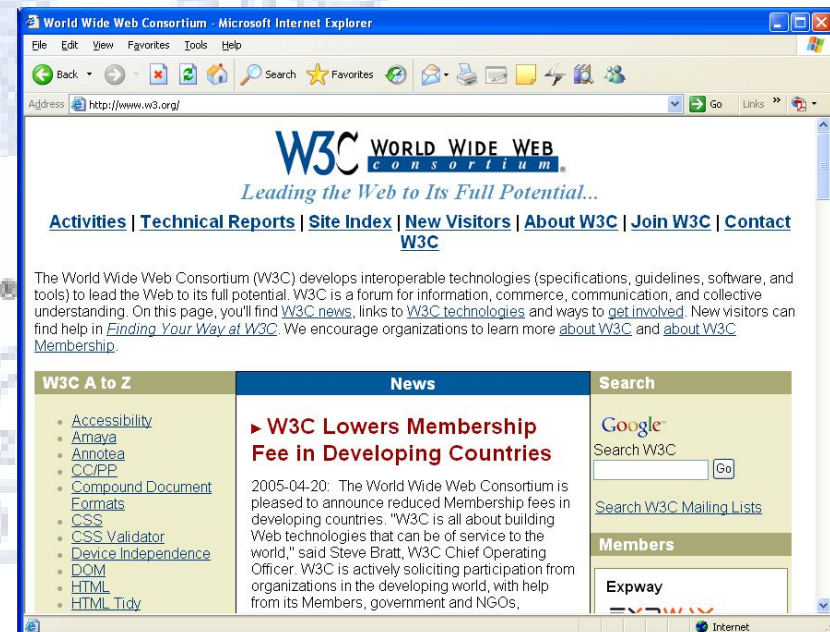 World Wide Web Consortium - Microsoft Internet Explorer
File Edit View Favorites Tools Help
Back Search Favorites
Address http://www.w3.org/ Go Links »
W3C WORLD WIDE WEB
consortium®
Leading the Web to Its Full Potential...
Activities | Technical Reports | Site Index | New Visitors | About W3C | Join W3C | Contact
W3C
The World Wide Web Consortium (W3C) develops interoperable technologies (specifications, guidelines, software, and
tools) to lead the Web to its full potential. W3C is a forum for information, commerce, communication, and collective
understanding. On this page, you'll find W3C news, links to W3C technologies and ways to get involved. New visitors can
find help in Finding Your Way at W3C. We encourage organizations to learn more about W3C and about W3C
Membership.
W3C A to Z
Accessibility
Amaya
Annotea
CC/PP
Compound Document
Formats
CSS
CSS Validator
Device Independence
DOM
HTML
HTML Tidy
News
▸ W3C Lowers Membership
Fee in Developing Countries
2005-04-20: The World Wide Web Consortium is
pleased to announce reduced Membership fees in
developing countries. "W3C is all about building
Web technologies that can be of service to the
world," said Steve Bratt, W3C Chief Operating
Officer. W3C is actively soliciting participation from
organizations in the developing world, with help
from its Members, government and NGOs,
Search
Google™
Search W3C
Go
Search W3C Mailing Lists
Members
Expway
Internet